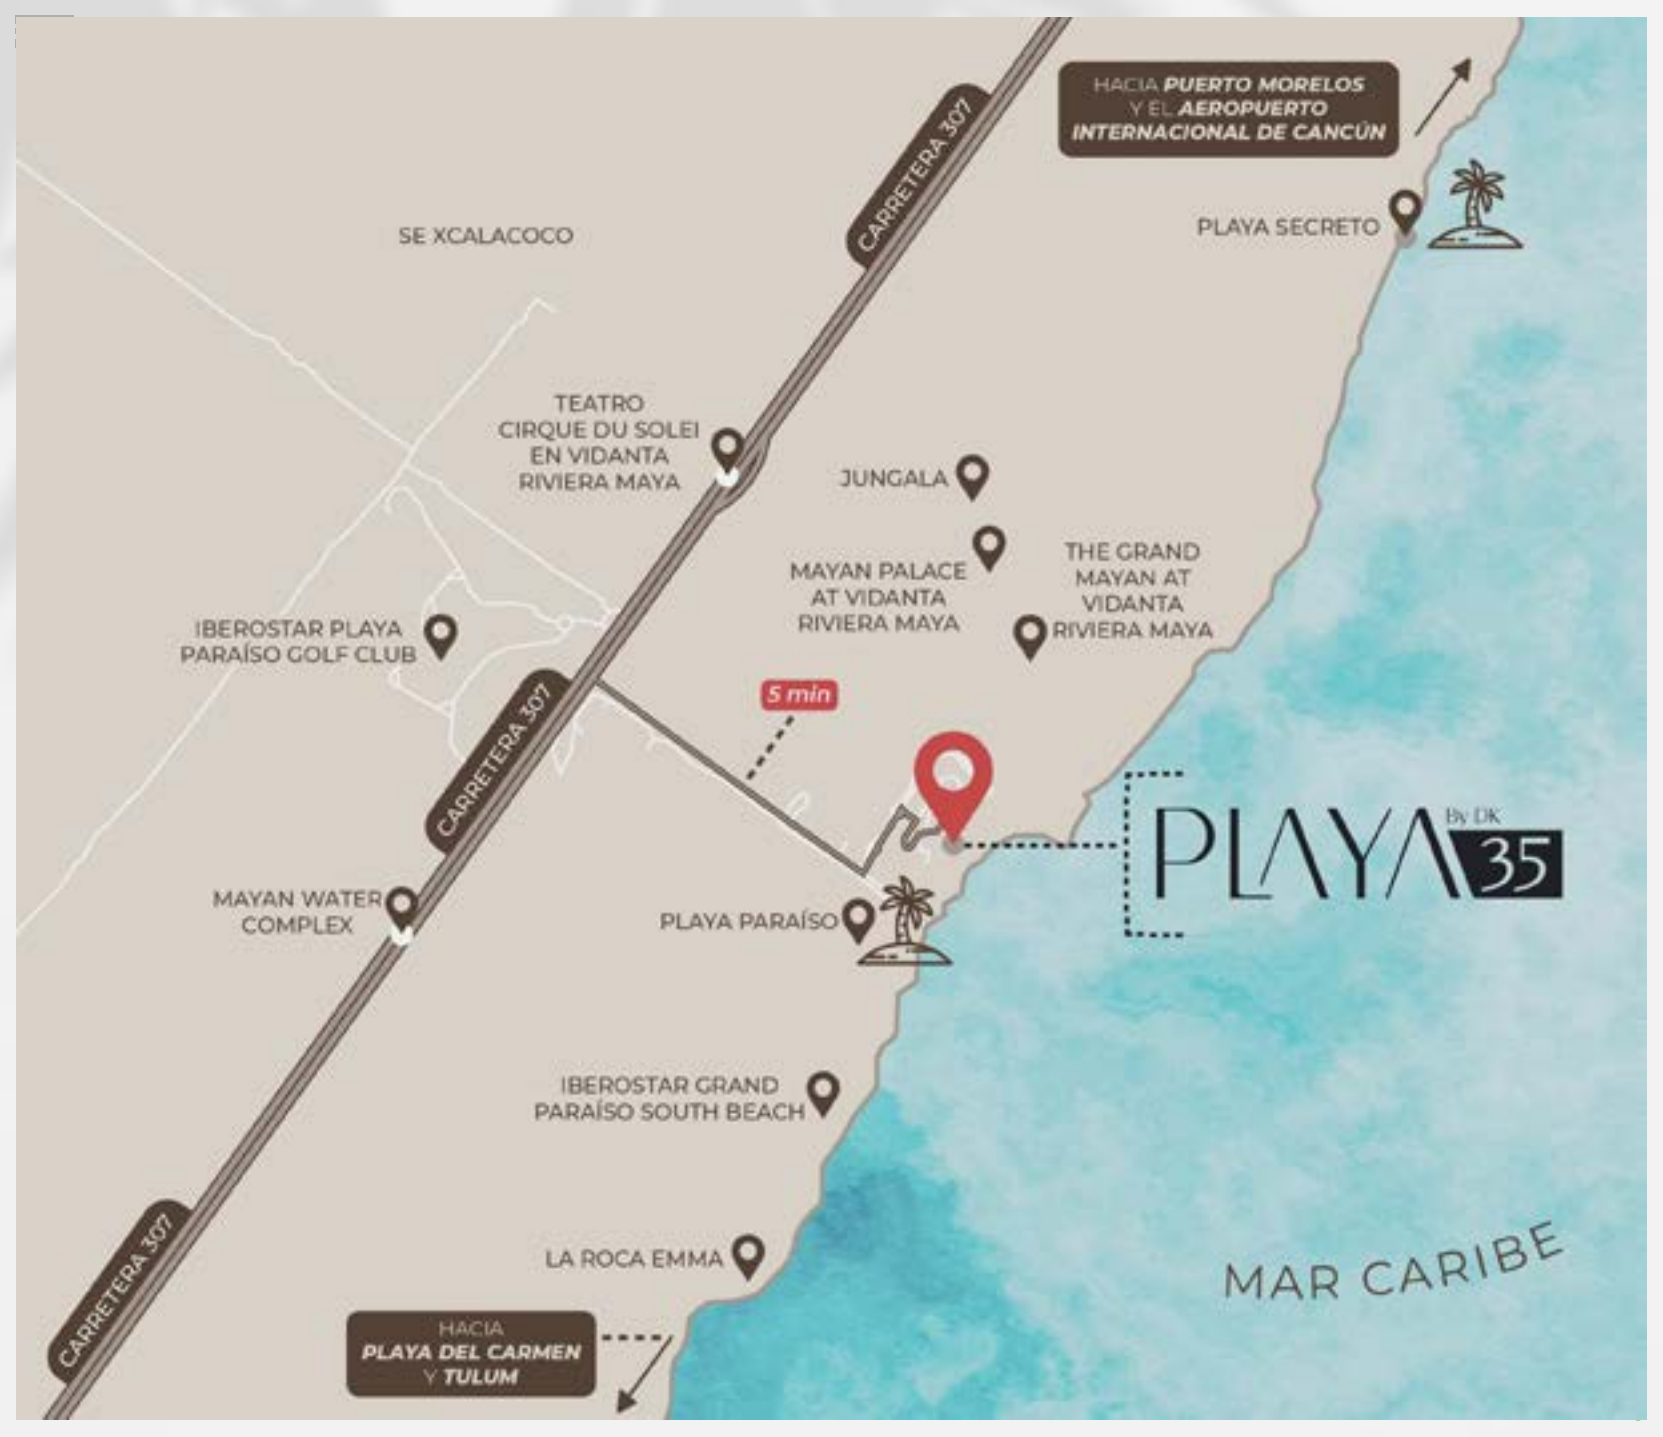 HACIA PUERTO MORELOS
Y EL AEROPUERTO
INTERNACIONAL DE CANCÚN
CARRETERA 307
PLAYA SECRETO
SE XCALACOCO
TEATRO
CIRQUE DU SOLEI
EN VIDANTA
RIVIERA MAYA
JUNGALA
MAYAN PALACE
AT VIDANTA
RIVIERA MAYA
THE GRAND
MAYAN AT
VIDANTA
RIVIERA MAYA
IBEROSTAR PLAYA
PARAÍSO GOLF CLUB
5 min
CARRETERA 307
PLAYA By DK 35
MAYAN WATER
COMPLEX
PLAYA PARAÍSO
IBEROSTAR GRAND
PARAÍSO SOUTH BEACH
LA ROCA EMMA
MAR CARIBE
CARRETERA 307
HACIA
PLAYA DEL CARMEN
Y TULUM